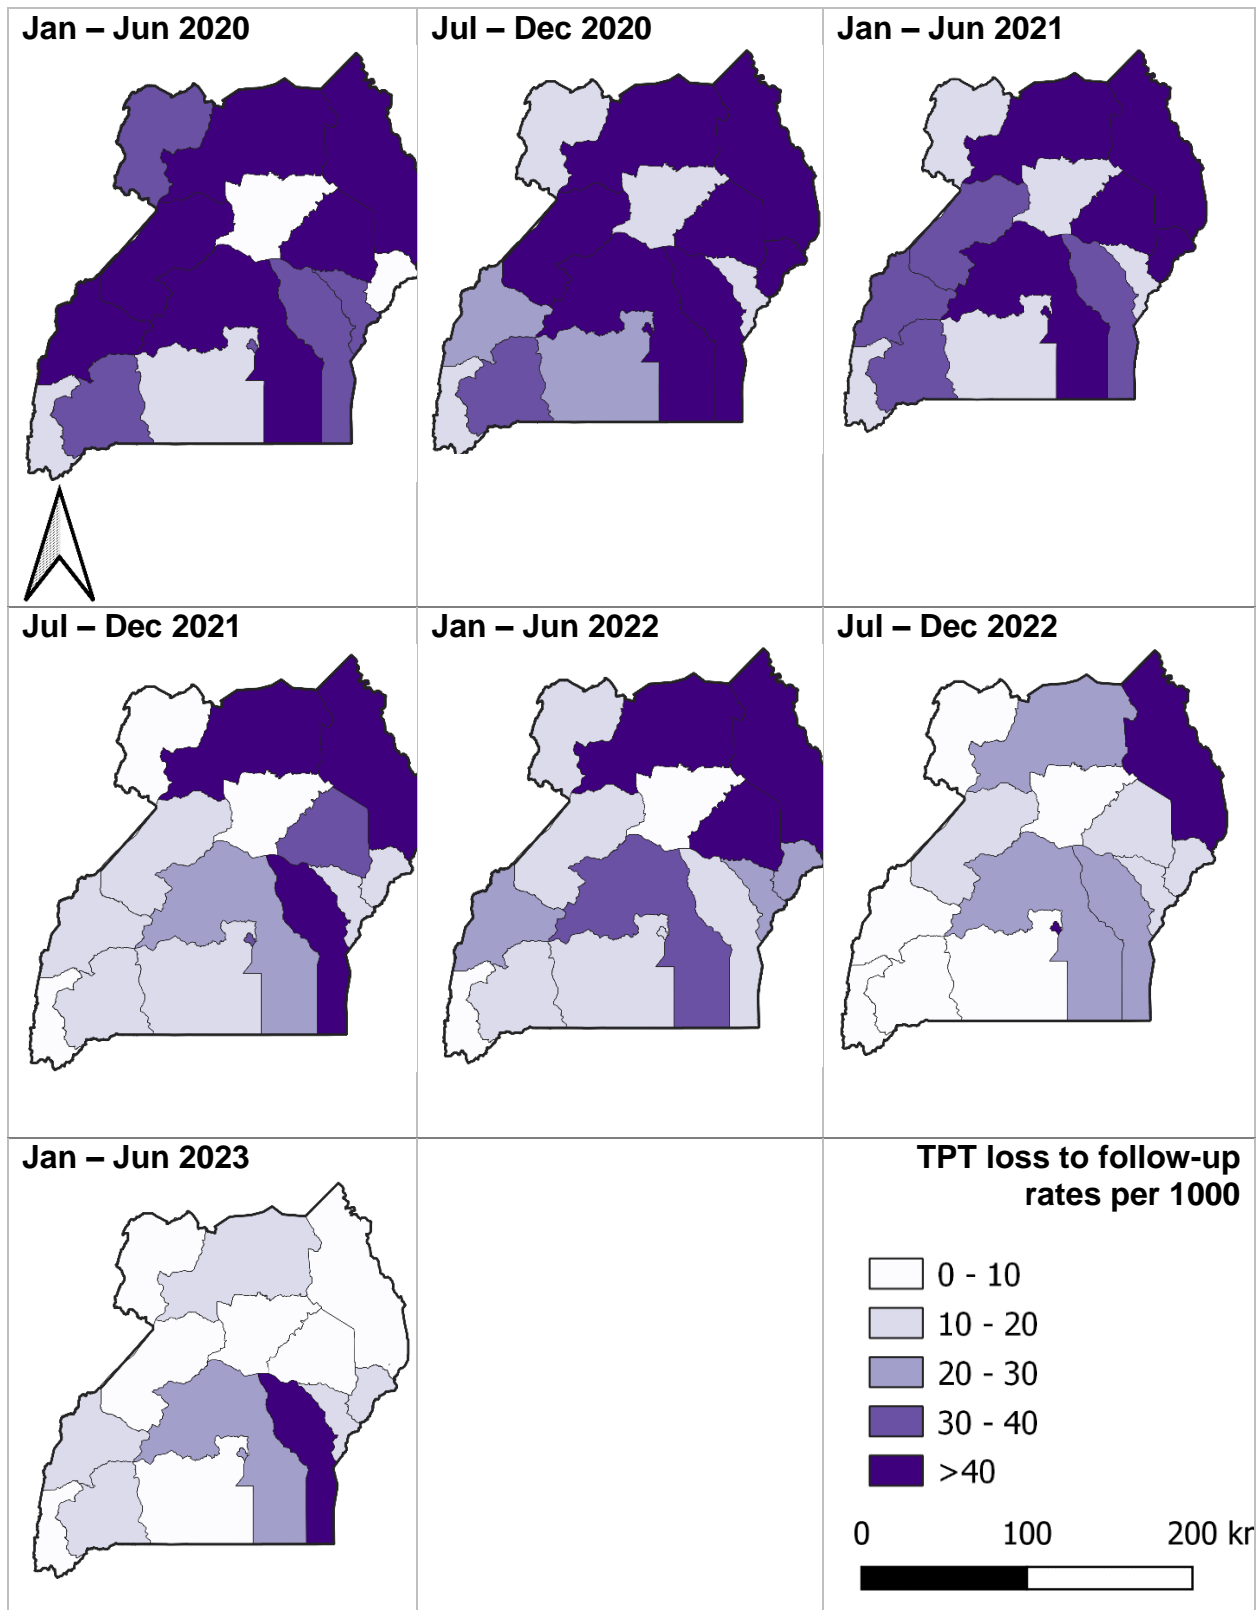 Jan – Jun 2020
Jul – Dec 2020
Jan – Jun 2021
Jul – Dec 2021
Jan – Jun 2022
Jul – Dec 2022
Jan – Jun 2023
TPT loss to follow-up
rates per 1000
0 - 10
10 - 20
20 - 30
30 - 40
>40
0 100 200 kr